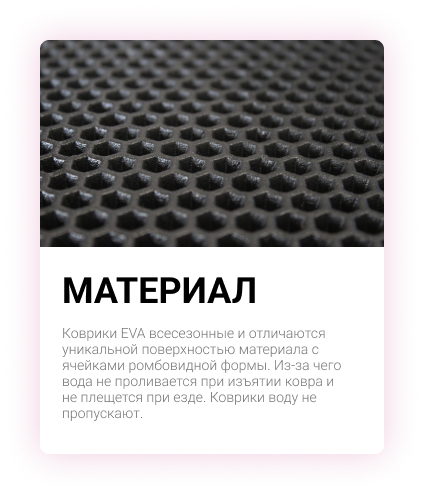 МАТЕРИАЛ
Коврики EVA всесезонные и отличаются
уникальной поверхностью материала с
ячейками ромбовидной формы. Из-за чего
вода не проливается при изъятии ковра и
не плещется при езде. Коврики воду не
пропускают.